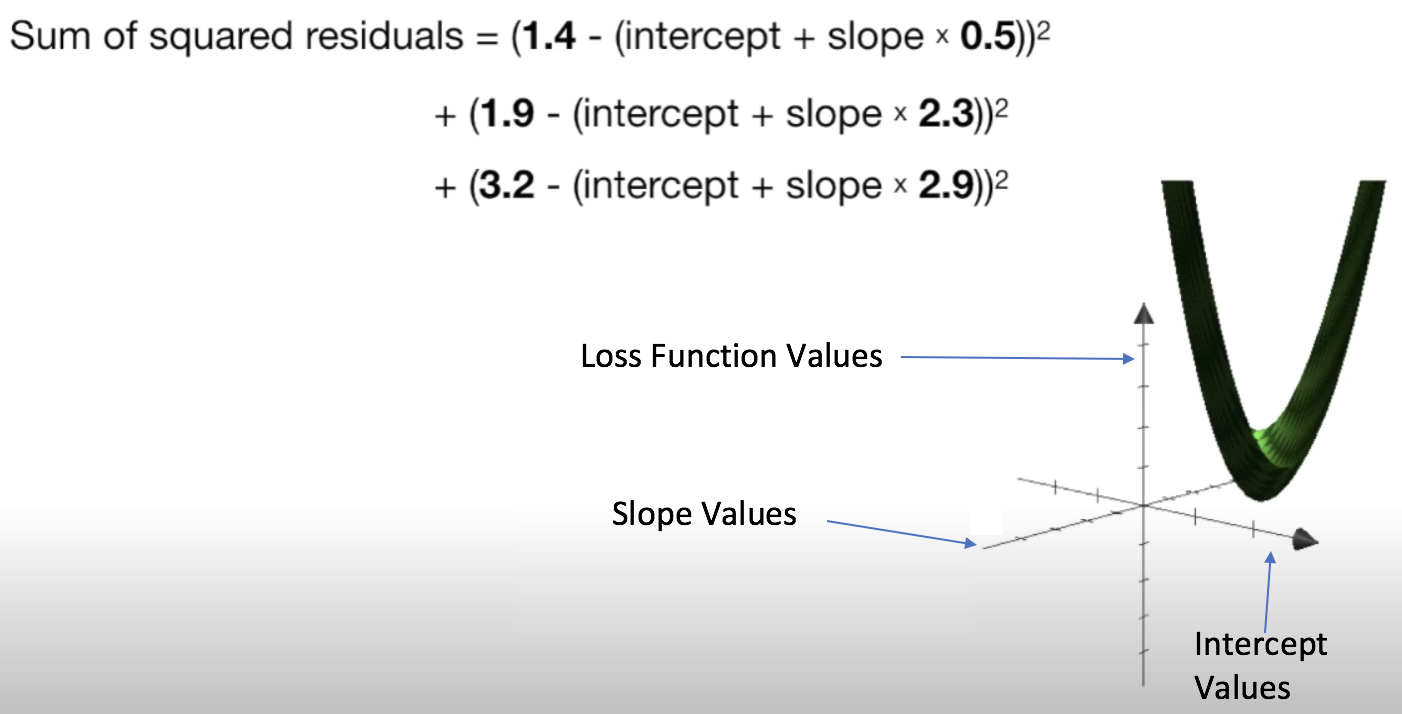 Sum of squared residuals = (1.4 - (intercept + slope × 0.5))²
+ (1.9 - (intercept + slope × 2.3))²
+ (3.2 - (intercept + slope × 2.9))²
Loss Function Values
Slope Values
Intercept
Values